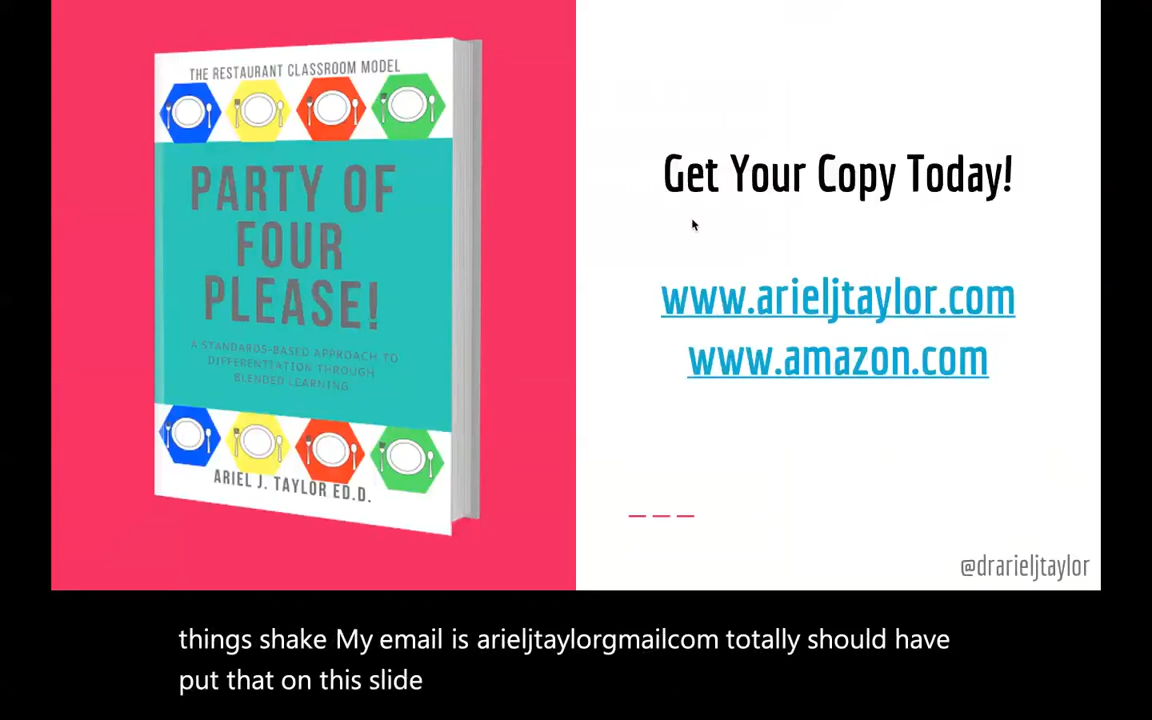 THE RESTAURANT CLASSROOM MODEL
PARTY OF
FOUR
PLEASE!
A STANDARDS-BASED APPROACH TO
DIFFERENTIATION THROUGH
BLENDED LEARNING
ARIEL J. TAYLOR ED.D.
Get Your Copy Today!
www.arieljtaylor.com
www.amazon.com
@drarieljtaylor
things shake My email is arieljtaylorgmailcom totally should have
put that on this slide